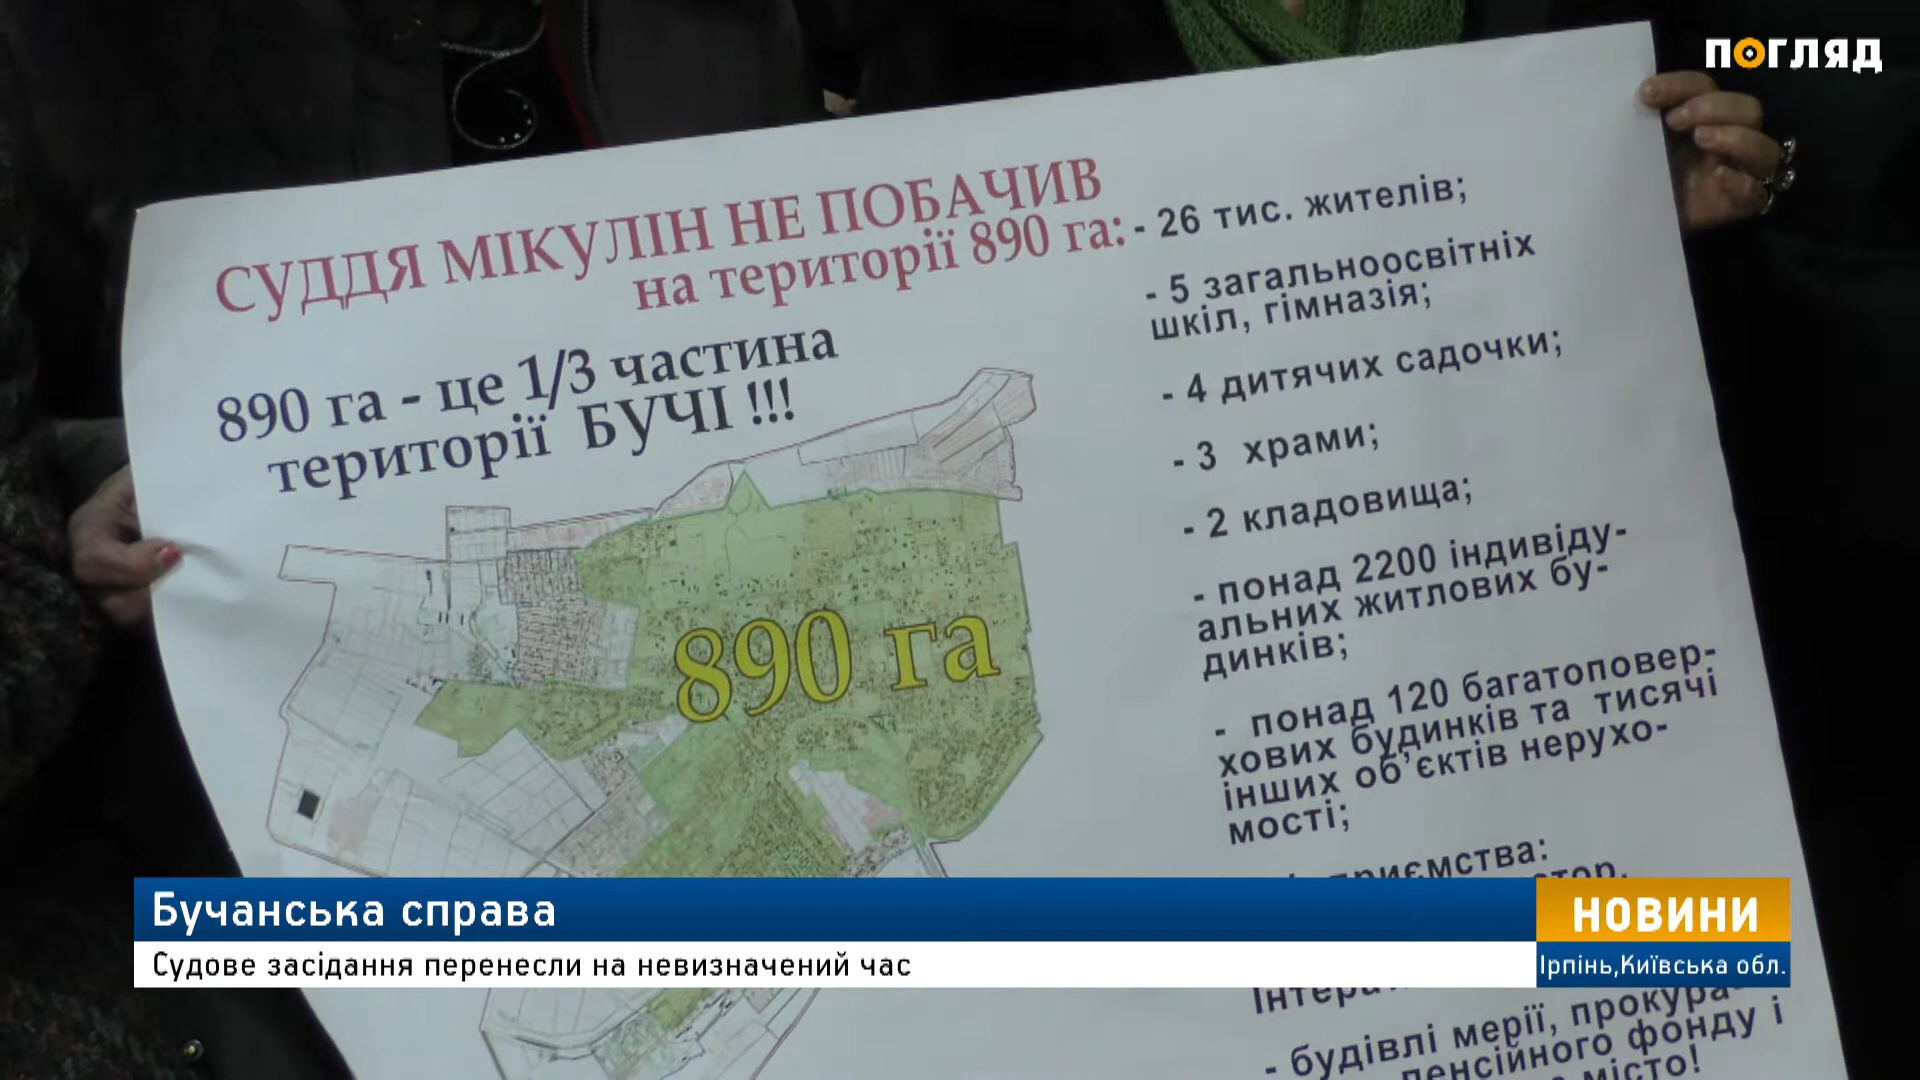 ПОГЛЯД
СУДДЯ МІКУЛІН НЕ ПОБАЧИВ
на території 890 га:
890 га - це 1/3 частина
території БУЧІ !!!
890 га
- 26 тис. жителів;
- 5 загальноосвітніх
шкіл, гімназія;
- 4 дитячих садочки;
- 3 храми;
- 2 кладовища;
- понад 2200 індивіду-
альних житлових бу-
динків;
- понад 120 багатоповер-
хових будинків та тисячі
інших об'єктів нерухо-
мості;
- будівлі мерії, прокура-
пенсійного фонду і
місто!
Бучанська справа
НОВИНИ
Судове засідання перенесли на невизначений час
Ірпінь,Київська обл.